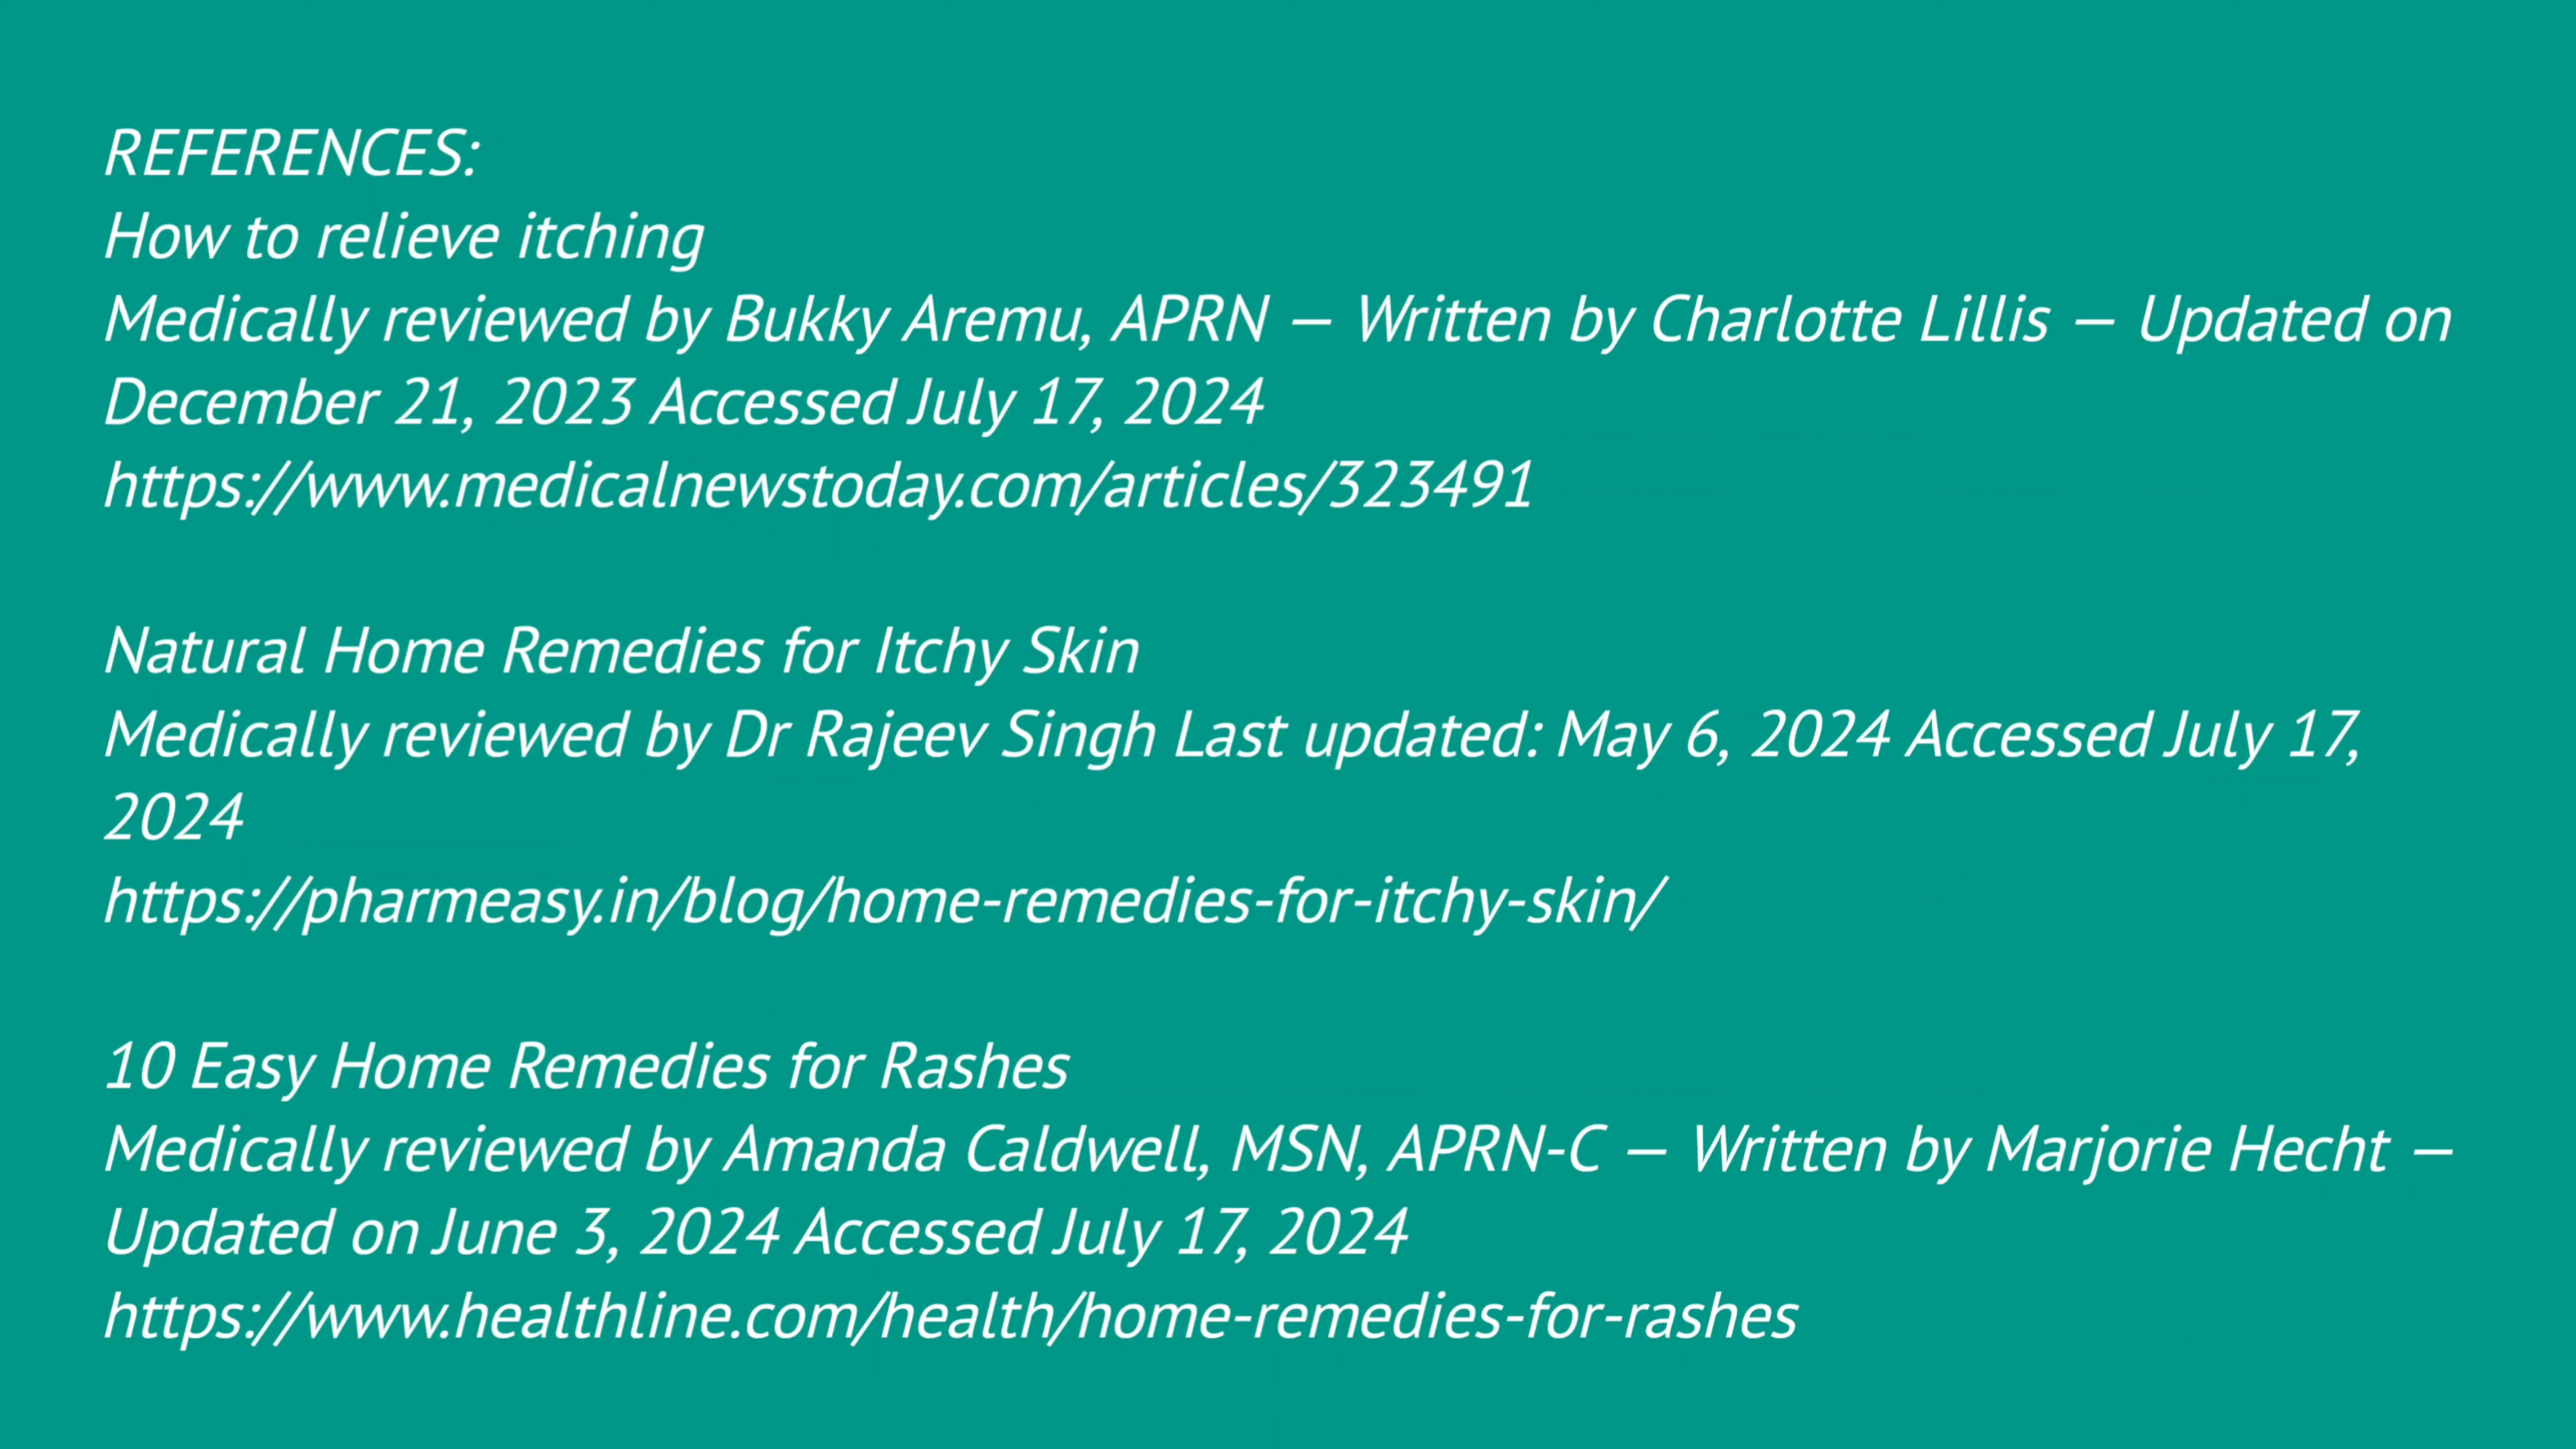 REFERENCES:
How to relieve itching
Medically reviewed by Bukky Aremu, APRN — Written by Charlotte Lillis — Updated on
December 21, 2023 Accessed July 17, 2024
https://www.medicalnewstoday.com/articles/323491
Natural Home Remedies for Itchy Skin
Medically reviewed by Dr Rajeev Singh Last updated: May 6, 2024 Accessed July 17,
2024
https://pharmeasy.in/blog/home-remedies-for-itchy-skin/
10 Easy Home Remedies for Rashes
Medically reviewed by Amanda Caldwell, MSN, APRN-C — Written by Marjorie Hecht —
Updated on June 3, 2024 Accessed July 17, 2024
https://www.healthline.com/health/home-remedies-for-rashes